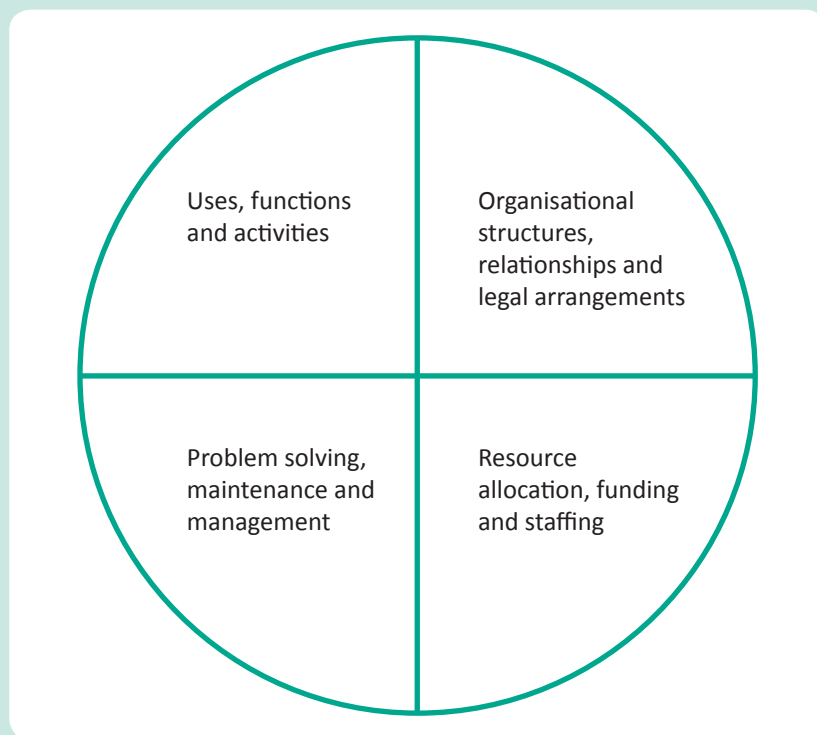 Uses, functions
and activities
Organisational
structures,
relationships and
legal arrangements
Problem solving,
maintenance and
management
Resource
allocation, funding
and staffing